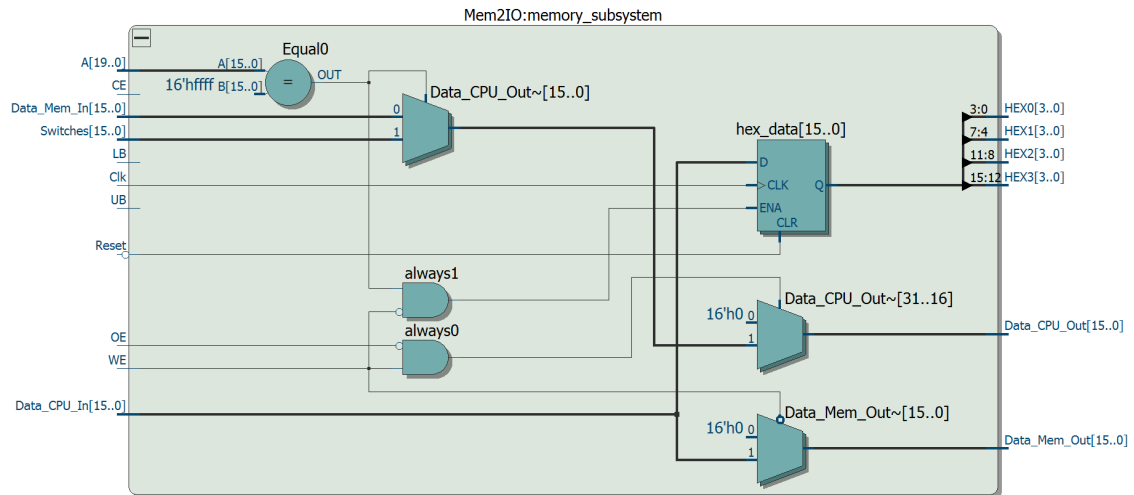 Mem2IO:memory_subsystem
Equal0
A[19..0]
A[15..0]
=
OUT
CE
16'hffff B[15..0]
Data_CPU_Out~[15..0]
Data_Mem_In[15..0]
0
3:0 HEX0[3..0]
Switches[15..0]
1
hex_data[15..0]
7:4 HEX1[3..0]
LB
D
11:8 HEX2[3..0]
Clk
CLK
Q
15:12 HEX3[3..0]
UB
ENA
CLR
Reset
always1
Data_CPU_Out~[31..16]
16'h0 0
always0
OE
1
Data_CPU_Out[15..0]
WE
Data_CPU_In[15..0]
Data_Mem_Out~[15..0]
16'h0 0
1
Data_Mem_Out[15..0]